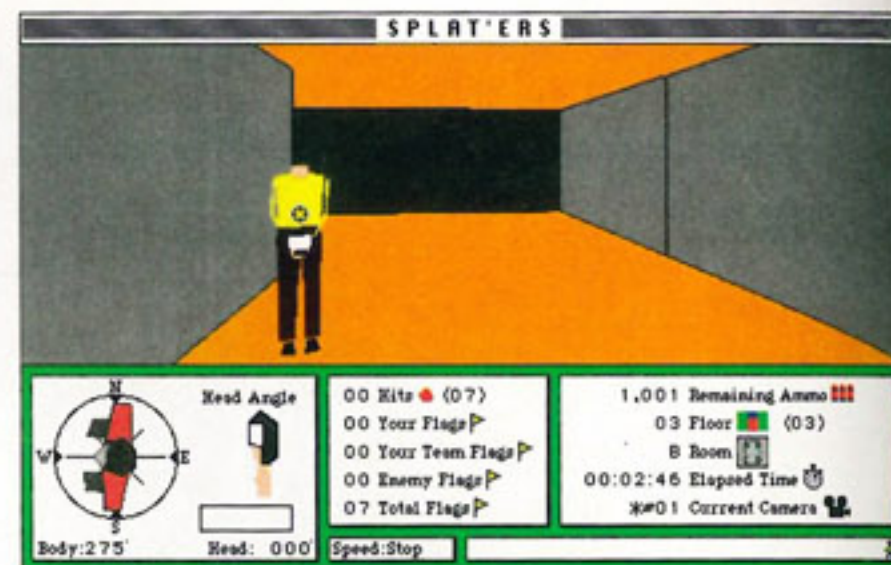 SPLAT'ERS
N
W
E
S
Head Angle
Body:275'
Head: 000'
00 Hits (07)
00 Your Flags
00 Your Team Flags
00 Enemy Flags
07 Total Flags
Speed:Stop
1,001 Remaining Ammo
03 Floor (03)
B Room
00:02:46 Elapsed Time
*#01 Current Camera